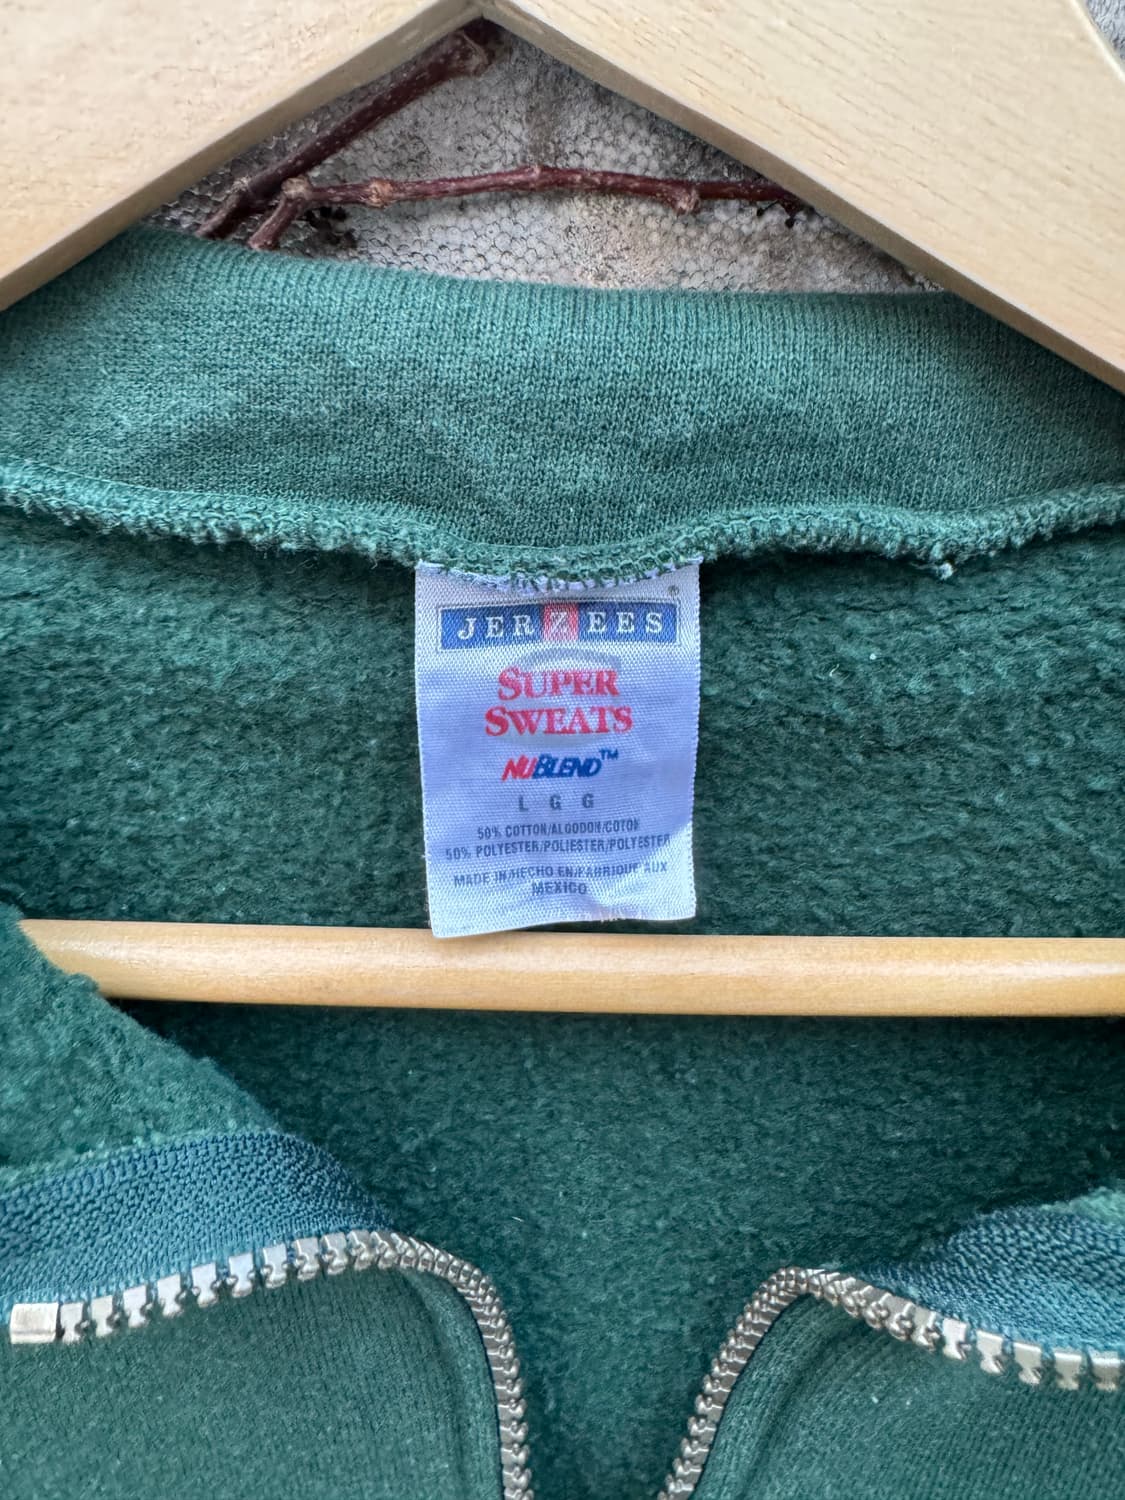 ®
JERZEES
SUPER
SWEATS
NUBLEND™
L G G
50% COTTON/ALGODON/COTON
50% POLYESTER/POLIESTER/POLYESTER
MADE IN/HECHO EN/FABRIQUE AUX
MEXICO